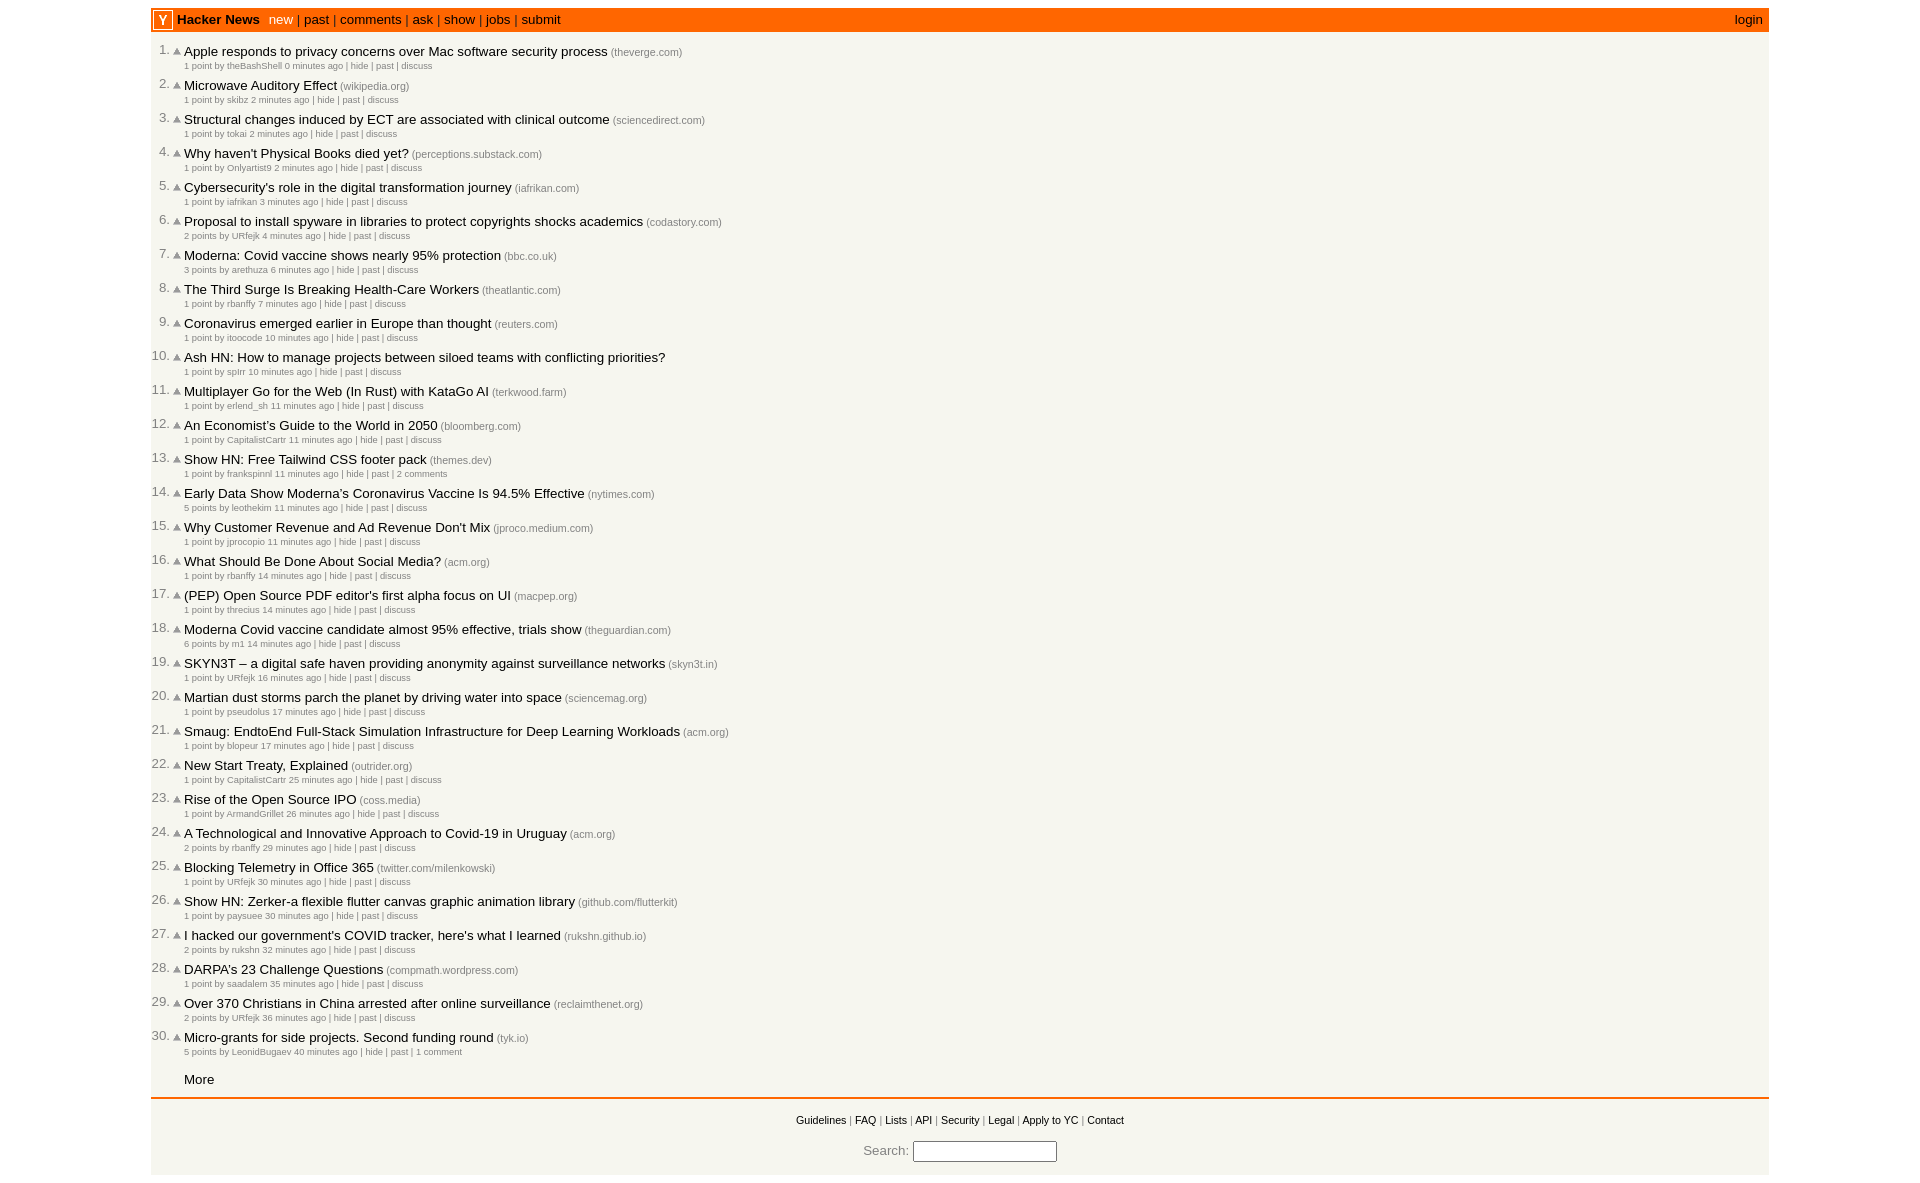 Y Hacker News new | past | comments | ask | show | jobs | submit login
1. Apple responds to privacy concerns over Mac software security process (theverge.com)
1 point by theBashShell 0 minutes ago | hide | past | discuss
2. Microwave Auditory Effect (wikipedia.org)
1 point by skibz 2 minutes ago | hide | past | discuss
3. Structural changes induced by ECT are associated with clinical outcome (sciencedirect.com)
1 point by tokai 2 minutes ago | hide | past | discuss
4. Why haven't Physical Books died yet? (perceptions.substack.com)
1 point by Onlyartist9 2 minutes ago | hide | past | discuss
5. Cybersecurity's role in the digital transformation journey (iafrikan.com)
1 point by iafrikan 3 minutes ago | hide | past | discuss
6. Proposal to install spyware in libraries to protect copyrights shocks academics (codastory.com)
2 points by URfejk 4 minutes ago | hide | past | discuss
7. Moderna: Covid vaccine shows nearly 95% protection (bbc.co.uk)
3 points by arethuza 6 minutes ago | hide | past | discuss
8. The Third Surge Is Breaking Health-Care Workers (theatlantic.com)
1 point by rbanffy 7 minutes ago | hide | past | discuss
9. Coronavirus emerged earlier in Europe than thought (reuters.com)
1 point by itoocode 10 minutes ago | hide | past | discuss
10. Ash HN: How to manage projects between siloed teams with conflicting priorities?
1 point by splrr 10 minutes ago | hide | past | discuss
11. Multiplayer Go for the Web (In Rust) with KataGo AI (terkwood.farm)
1 point by erlend_sh 11 minutes ago | hide | past | discuss
12. An Economist’s Guide to the World in 2050 (bloomberg.com)
1 point by CapitalistCartr 11 minutes ago | hide | past | discuss
13. Show HN: Free Tailwind CSS footer pack (themes.dev)
1 point by frankspinnl 11 minutes ago | hide | past | 2 comments
14. Early Data Show Moderna’s Coronavirus Vaccine Is 94.5% Effective (nytimes.com)
5 points by leothekim 11 minutes ago | hide | past | discuss
15. Why Customer Revenue and Ad Revenue Don't Mix (jproco.medium.com)
1 point by jprocopio 11 minutes ago | hide | past | discuss
16. What Should Be Done About Social Media? (acm.org)
1 point by rbanffy 14 minutes ago | hide | past | discuss
17. (PEP) Open Source PDF editor's first alpha focus on UI (macpep.org)
1 point by threcius 14 minutes ago | hide | past | discuss
18. Moderna Covid vaccine candidate almost 95% effective, trials show (theguardian.com)
6 points by m1 14 minutes ago | hide | past | discuss
19. SKYN3T – a digital safe haven providing anonymity against surveillance networks (skyn3t.in)
1 point by URfejk 16 minutes ago | hide | past | discuss
20. Martian dust storms parch the planet by driving water into space (sciencemag.org)
1 point by pseudolus 17 minutes ago | hide | past | discuss
21. Smaug: EndtoEnd Full-Stack Simulation Infrastructure for Deep Learning Workloads (acm.org)
1 point by blopeur 17 minutes ago | hide | past | discuss
22. New Start Treaty, Explained (outrider.org)
1 point by CapitalistCartr 25 minutes ago | hide | past | discuss
23. Rise of the Open Source IPO (coss.media)
1 point by ArmandGrillet 26 minutes ago | hide | past | discuss
24. A Technological and Innovative Approach to Covid-19 in Uruguay (acm.org)
2 points by rbanffy 29 minutes ago | hide | past | discuss
25. Blocking Telemetry in Office 365 (twitter.com/milenkowski)
1 point by URfejk 30 minutes ago | hide | past | discuss
26. Show HN: Zerker-a flexible flutter canvas graphic animation library (github.com/flutterkit)
1 point by paysuee 30 minutes ago | hide | past | discuss
27. I hacked our government's COVID tracker, here's what I learned (rukshn.github.io)
2 points by rukshn 32 minutes ago | hide | past | discuss
28. DARPA's 23 Challenge Questions (compmath.wordpress.com)
1 point by saadalem 35 minutes ago | hide | past | discuss
29. Over 370 Christians in China arrested after online surveillance (reclaimthenet.org)
2 points by URfejk 36 minutes ago | hide | past | discuss
30. Micro-grants for side projects. Second funding round (tyk.io)
5 points by LeonidBugaev 40 minutes ago | hide | past | 1 comment
More
Guidelines | FAQ | Lists | API | Security | Legal | Apply to YC | Contact
Search: